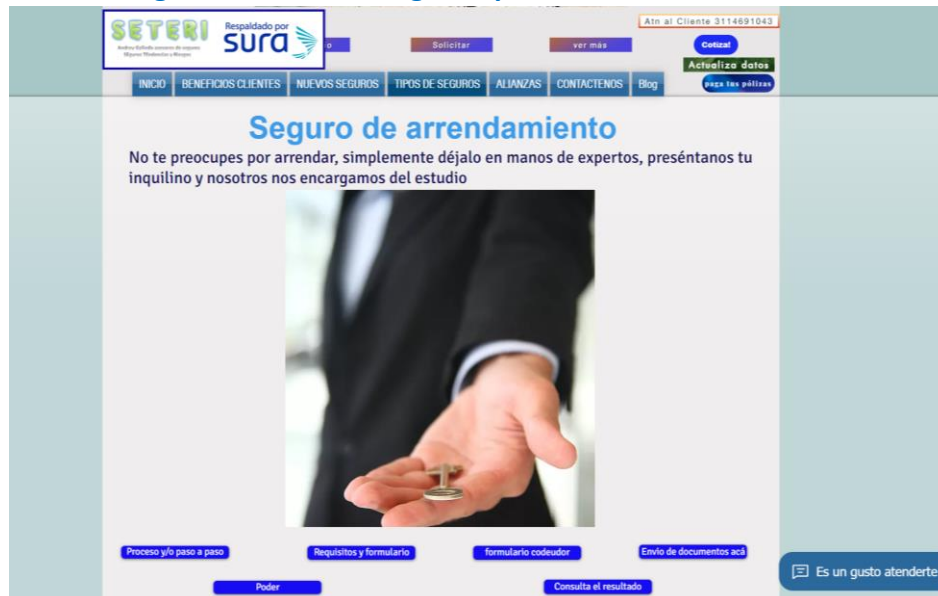 Atn al Cliente 3114691043
SETERI
Respaldado por
sura
Solicitar
ver más
Cotiza!
Actualiza datos
paga tus pólizas
INICIO
BENEFICIOS CLIENTES
NUEVOS SEGUROS
TIPOS DE SEGUROS
ALIANZAS
CONTACTENOS
Blog
Seguro de arrendamiento
No te preocupes por arrendar, simplemente déjalo en manos de expertos, preséntanos tu
inquilino y nosotros nos encargamos del estudio
Proceso y/o paso a paso
Requisitos y formulario
formulario codeudor
Envio de documentos acá
Es un gusto atenderte
Poder
Consulta el resultado